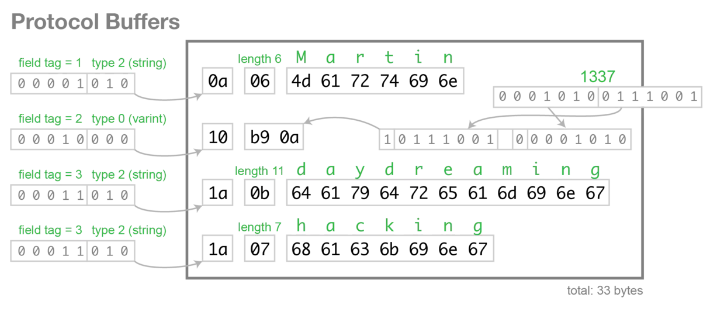 Protocol Buffers
field tag = 1 type 2 (string)
0 0 0 0 1 0 1 0
length 6
M a r t i n
0a 06 4d 61 72 74 69 6e
1337
0 0 0 1 0 1 0 0 1 1 1 0 0 1
field tag = 2 type 0 (varint)
0 0 0 1 0 0 0 0
10 b9 0a
1 0 1 1 1 0 0 1 0 0 0 0 1 0 1 0
field tag = 3 type 2 (string)
0 0 0 1 1 0 1 0
length 11
d a y d r e a m i n g
1a 0b 64 61 79 64 72 65 61 6d 69 6e 67
field tag = 3 type 2 (string)
0 0 0 1 1 0 1 0
length 7
h a c k i n g
1a 07 68 61 63 6b 69 6e 67
total: 33 bytes